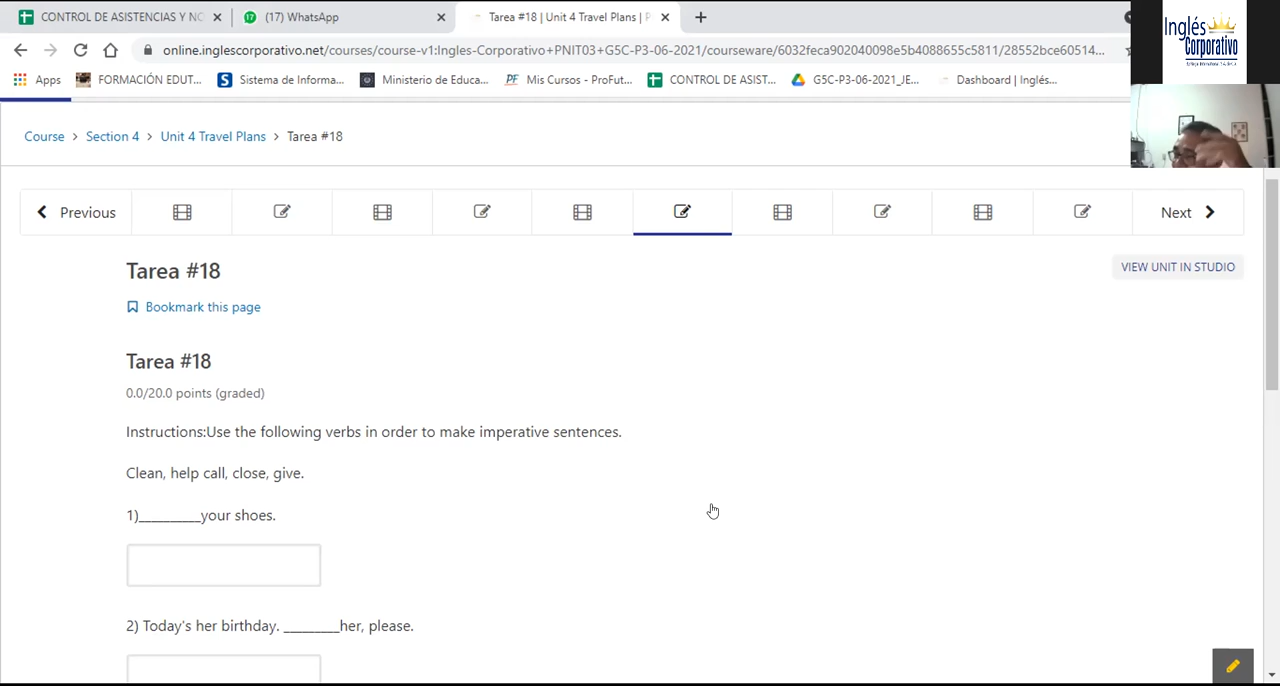 CONTROL DE ASISTENCIAS Y NO
(17) WhatsApp
Tarea #18 | Unit 4 Travel Plans | P
online.inglescorporativo.net/courses/course-v1:Ingles-Corporativo+PNIT03+G5C-P3-06-2021/courseware/6032feca902040098e5b4088655c5811/28552bce60514...
Apps
FORMACIÓN EDUT...
Sistema de Informa...
Ministerio de Educa...
Mis Cursos - ProFut...
CONTROL DE ASIST...
G5C-P3-06-2021_JE...
Dashboard | Inglés...
Inglés
Corporativo
Course > Section 4 > Unit 4 Travel Plans > Tarea #18
Previous
Next
Tarea #18
VIEW UNIT IN STUDIO
Bookmark this page
Tarea #18
0.0/20.0 points (graded)
Instructions:Use the following verbs in order to make imperative sentences.
Clean, help call, close, give.
1)__________your shoes.
2) Today's her birthday. _________her, please.